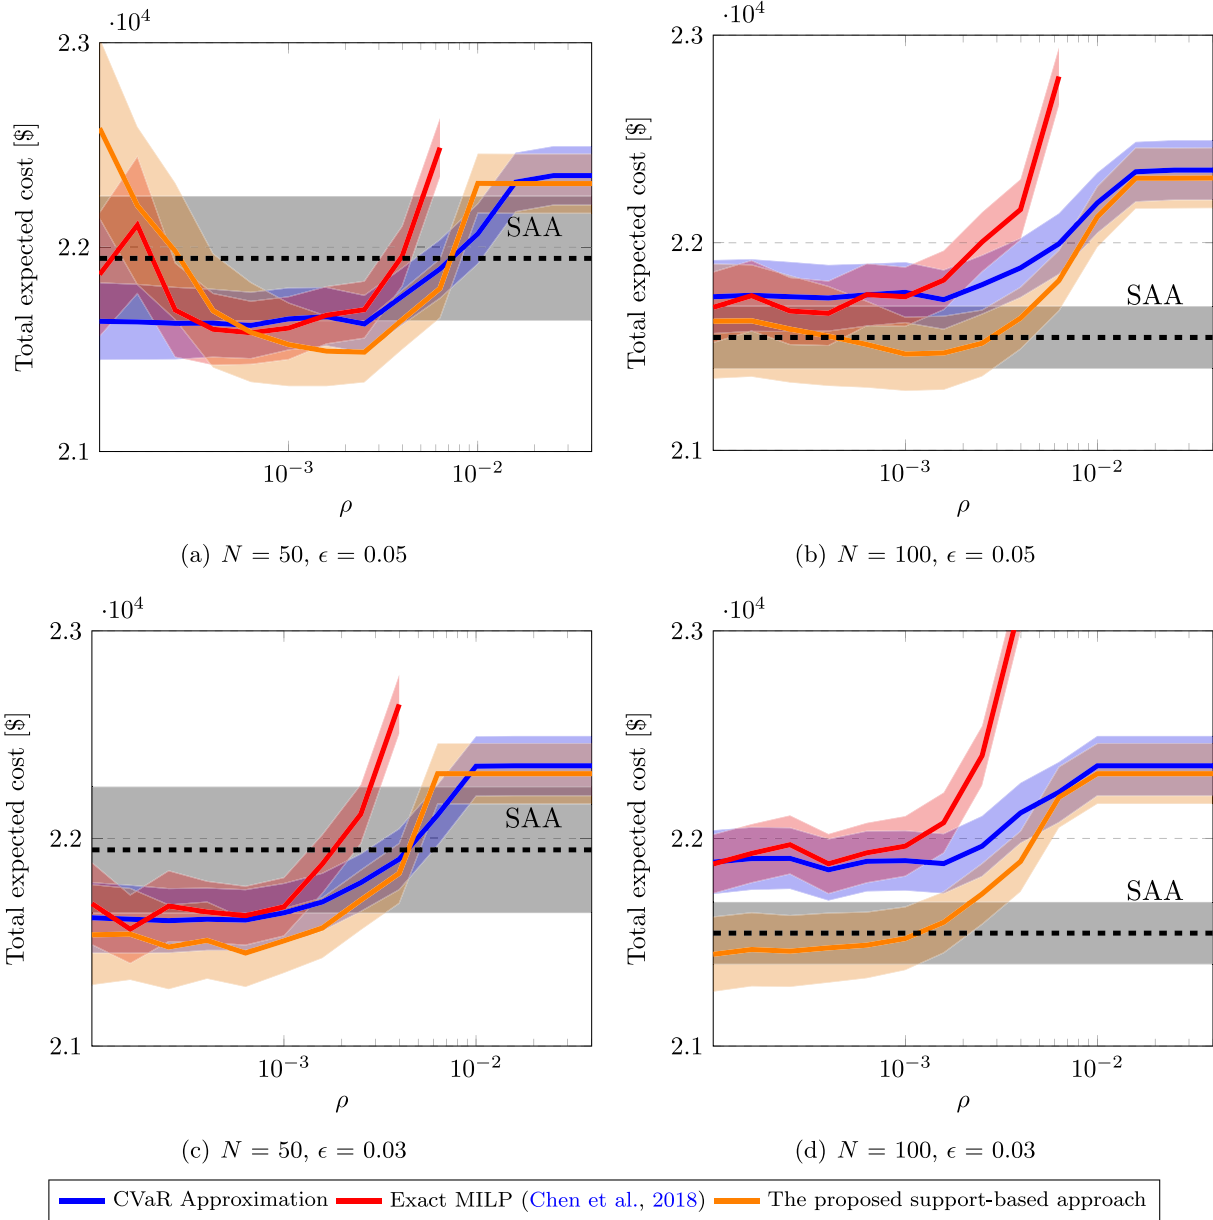 ·10⁴
·10⁴
2.3
2.2
2.1
Total expected cost [$]
SAA
10⁻³
10⁻²
ρ
(a) N = 50, ϵ = 0.05
2.3
2.2
2.1
Total expected cost [$]
SAA
10⁻³
10⁻²
ρ
(b) N = 100, ϵ = 0.05
·10⁴
2.3
2.2
2.1
Total expected cost [$]
SAA
10⁻³
10⁻²
ρ
(c) N = 50, ϵ = 0.03
·10⁴
2.3
2.2
2.1
Total expected cost [$]
SAA
10⁻³
10⁻²
ρ
(d) N = 100, ϵ = 0.03
CVaR Approximation Exact MILP (Chen et al., 2018) The proposed support-based approach